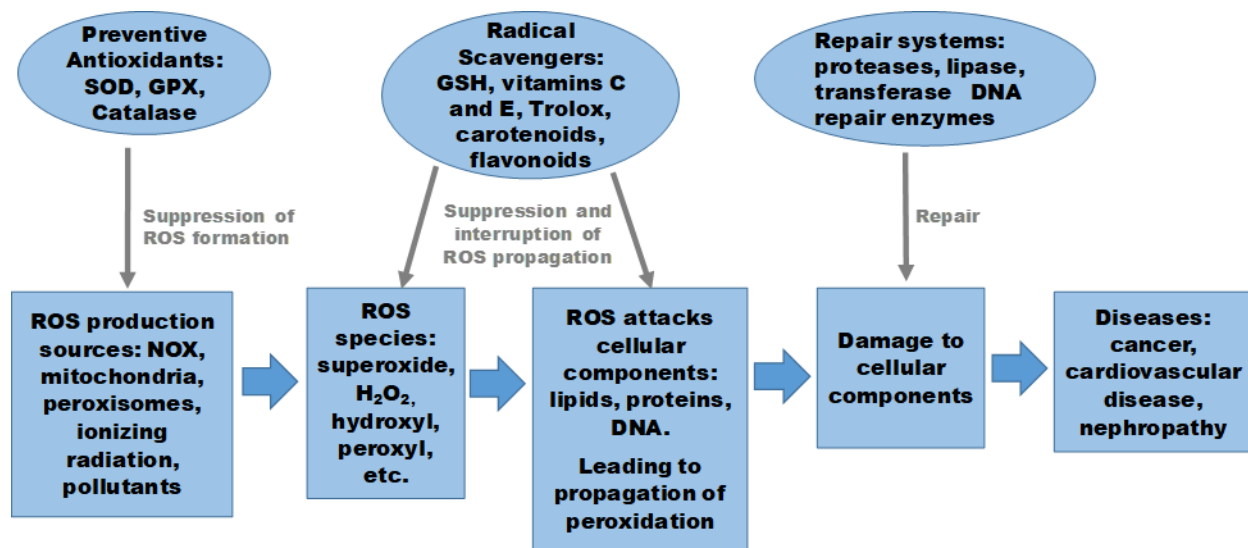 Preventive
Antioxidants:
SOD, GPX,
Catalase
Radical
Scavengers:
GSH, vitamins C
and E, Trolox,
carotenoids,
flavonoids
Repair systems:
proteases, lipase,
transferase DNA
repair enzymes
Suppression of
ROS formation
Suppression and
interruption of
ROS propagation
Repair
ROS production
sources: NOX,
mitochondria,
peroxisomes,
ionizing
radiation,
pollutants
ROS
species:
superoxide,
H₂O₂,
hydroxyl,
peroxyl,
etc.
ROS attacks
cellular
components:
lipids, proteins,
DNA.
Leading to
propagation of
peroxidation
Damage to
cellular
components
Diseases:
cancer,
cardiovascular
disease,
nephropathy